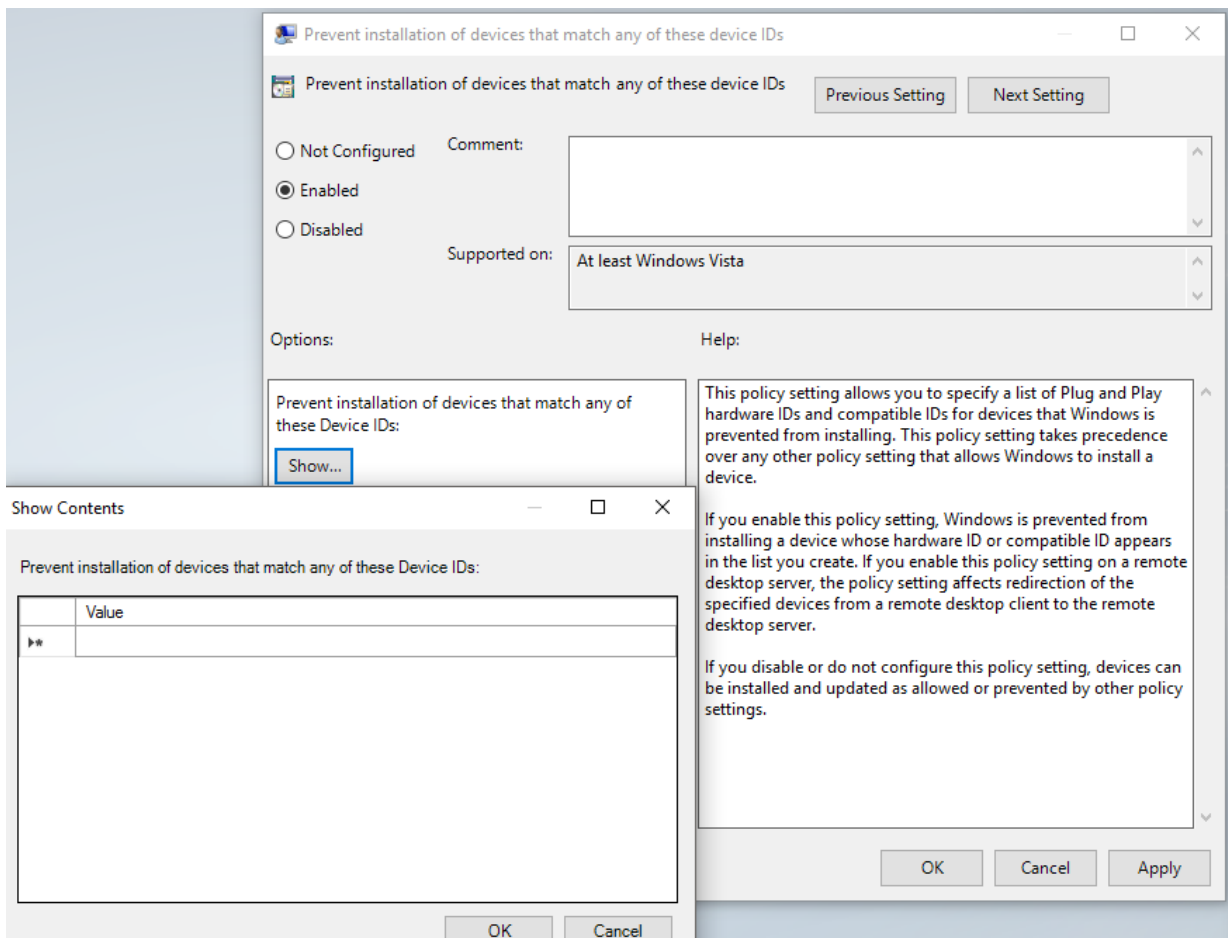 Prevent installation of devices that match any of these device IDs
Prevent installation of devices that match any of these device IDs
Previous Setting
Next Setting
Not Configured
Enabled
Disabled
Comment:
Supported on:
At least Windows Vista
Options:
Help:
Prevent installation of devices that match any of
these Device IDs:
Show...
This policy setting allows you to specify a list of Plug and Play
hardware IDs and compatible IDs for devices that Windows is
prevented from installing. This policy setting takes precedence
over any other policy setting that allows Windows to install a
device.
If you enable this policy setting, Windows is prevented from
installing a device whose hardware ID or compatible ID appears
in the list you create. If you enable this policy setting on a remote
desktop server, the policy setting affects redirection of the
specified devices from a remote desktop client to the remote
desktop server.
If you disable or do not configure this policy setting, devices can
be installed and updated as allowed or prevented by other policy
settings.
OK
Cancel
Apply
Show Contents
Prevent installation of devices that match any of these Device IDs:
Value
OK
Cancel